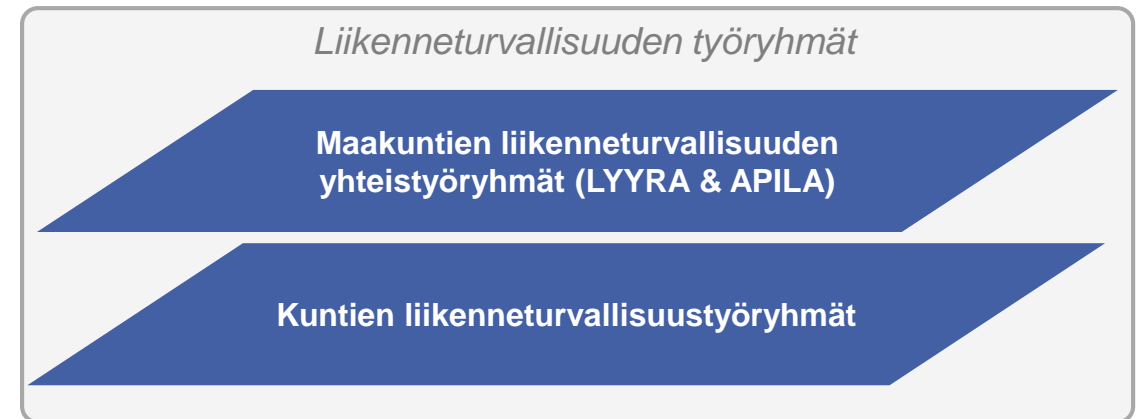 Liikenneturvallisuuden työryhmät
Maakuntien liikenneturvallisuuden
yhteistyöryhmät (LYYRA & APILA)
Kuntien liikenneturvallisuustyöryhmät